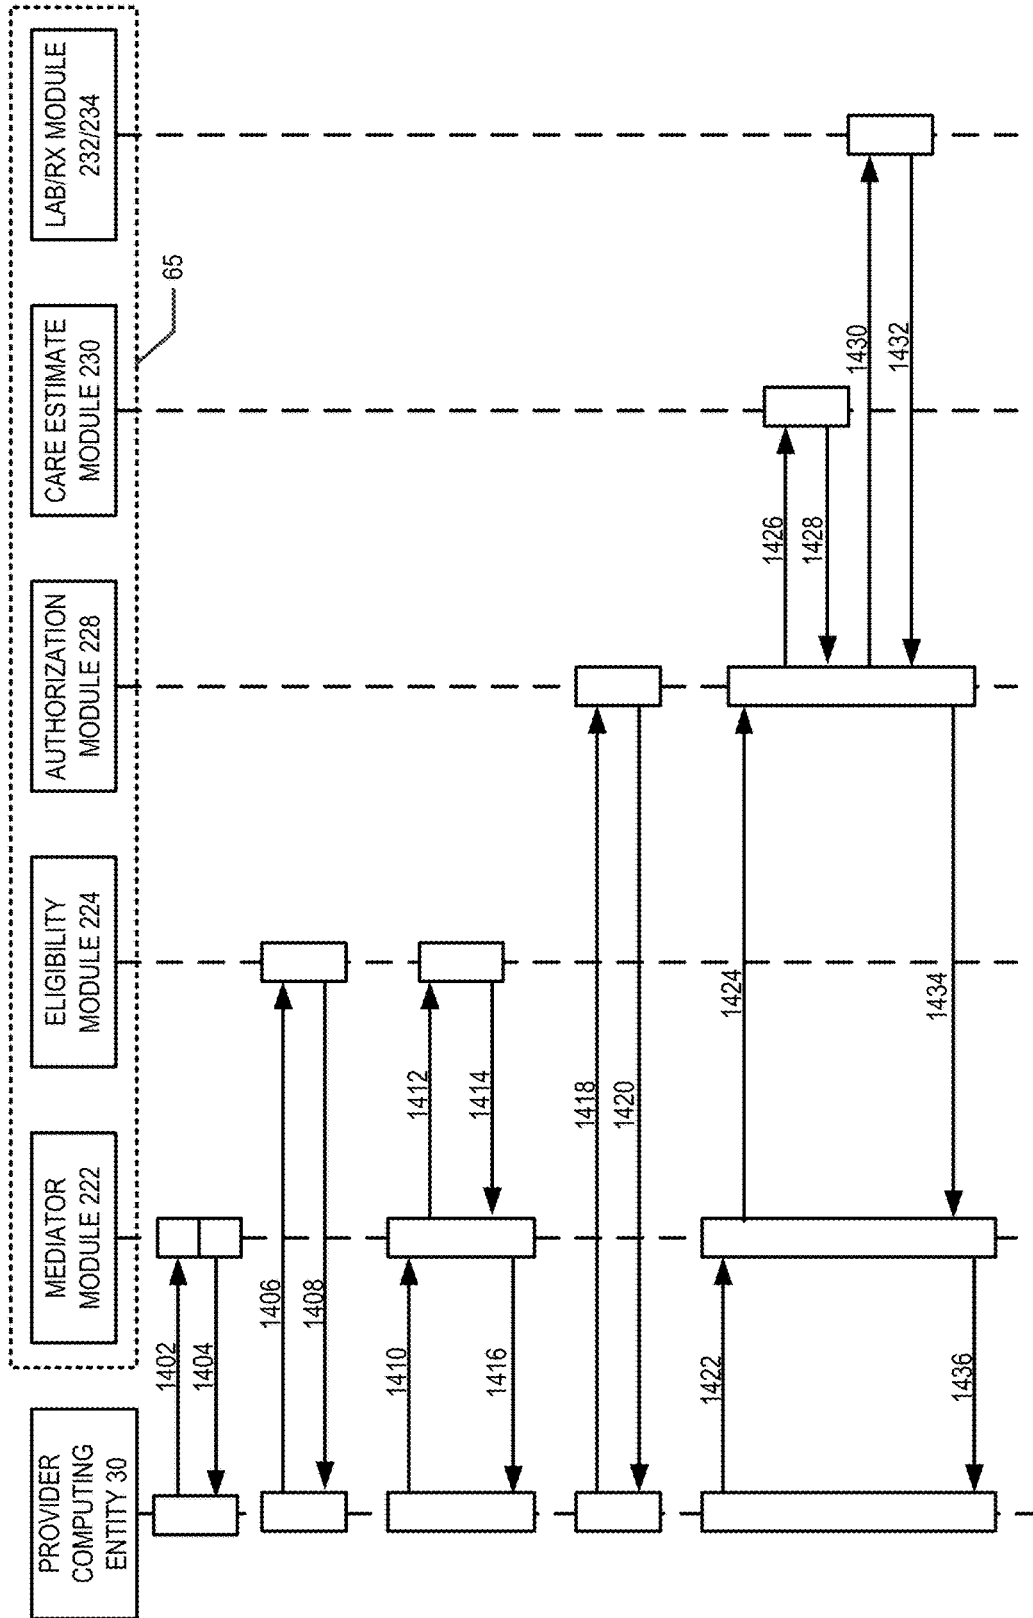 PROVIDER
COMPUTING
ENTITY 30
MEDIATOR
MODULE 222
ELIGIBILITY
MODULE 224
AUTHORIZATION
MODULE 228
CARE ESTIMATE
MODULE 230
LAB/RX MODULE
232/234
65
1402
1404
1406
1408
1410
1412
1414
1416
1418
1420
1422
1424
1426
1428
1430
1432
1434
1436